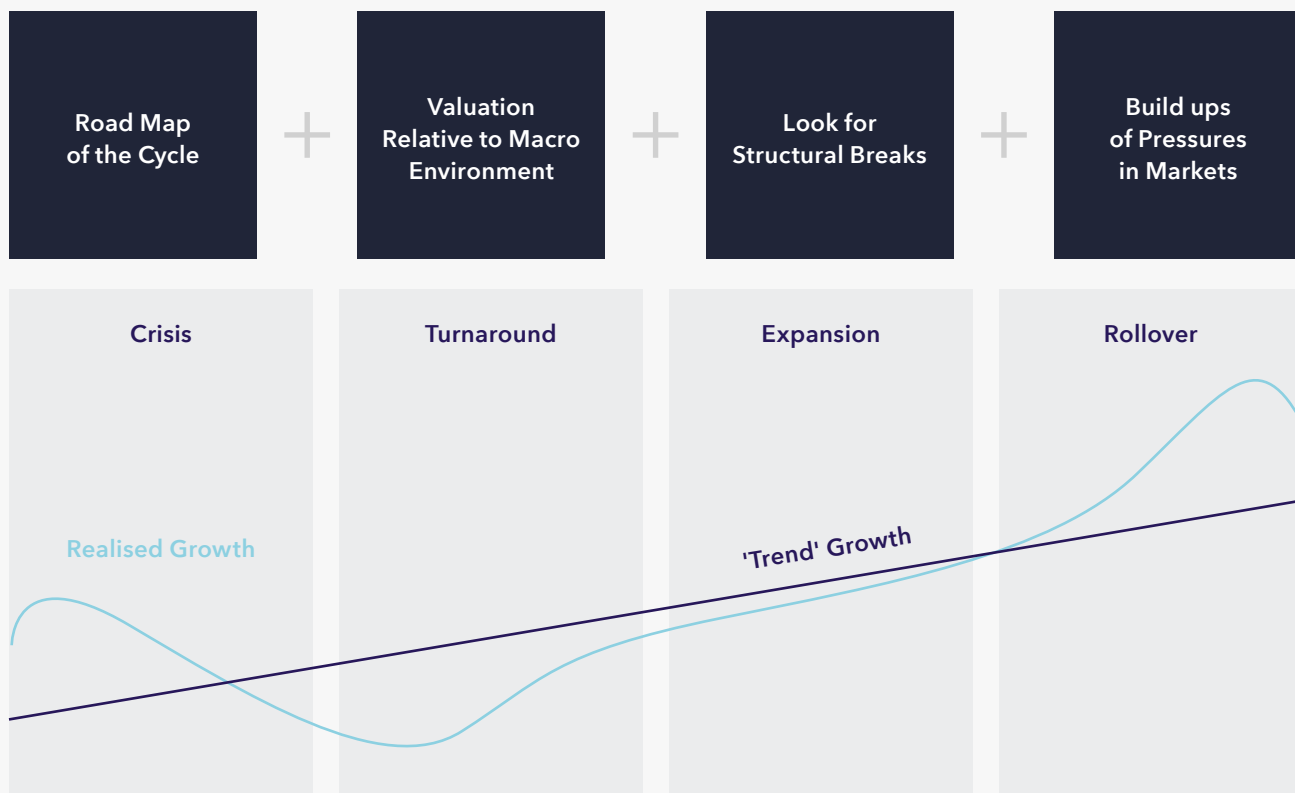 Road Map
of the Cycle
Valuation
Relative to Macro
Environment
Look for
Structural Breaks
Build ups
of Pressures
in Markets
Crisis
Turnaround
Expansion
Rollover
Realised Growth
'Trend' Growth